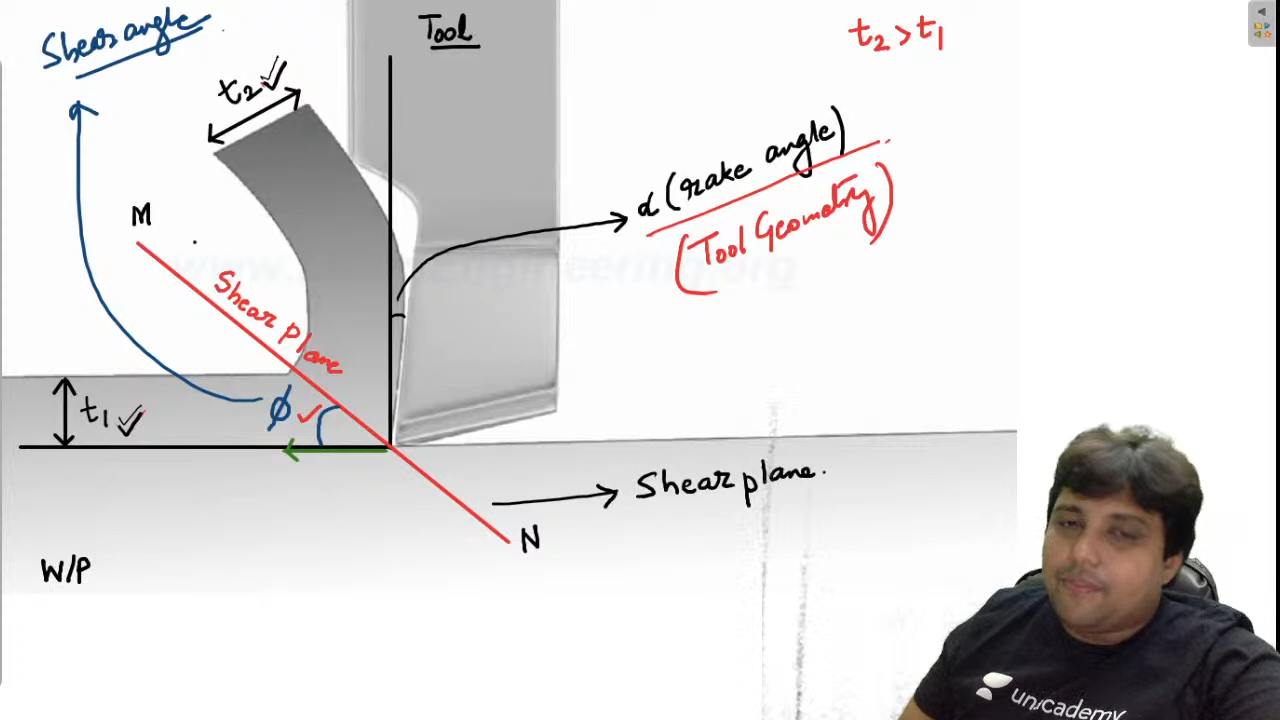 Shear angle
Tool
t2 > t1
t2 ✓
α (rake angle)
(Tool Geometry)
M
Shear plane
t1 ✓
ϕ ✓
Shear plane.
N
W/P
unacademy